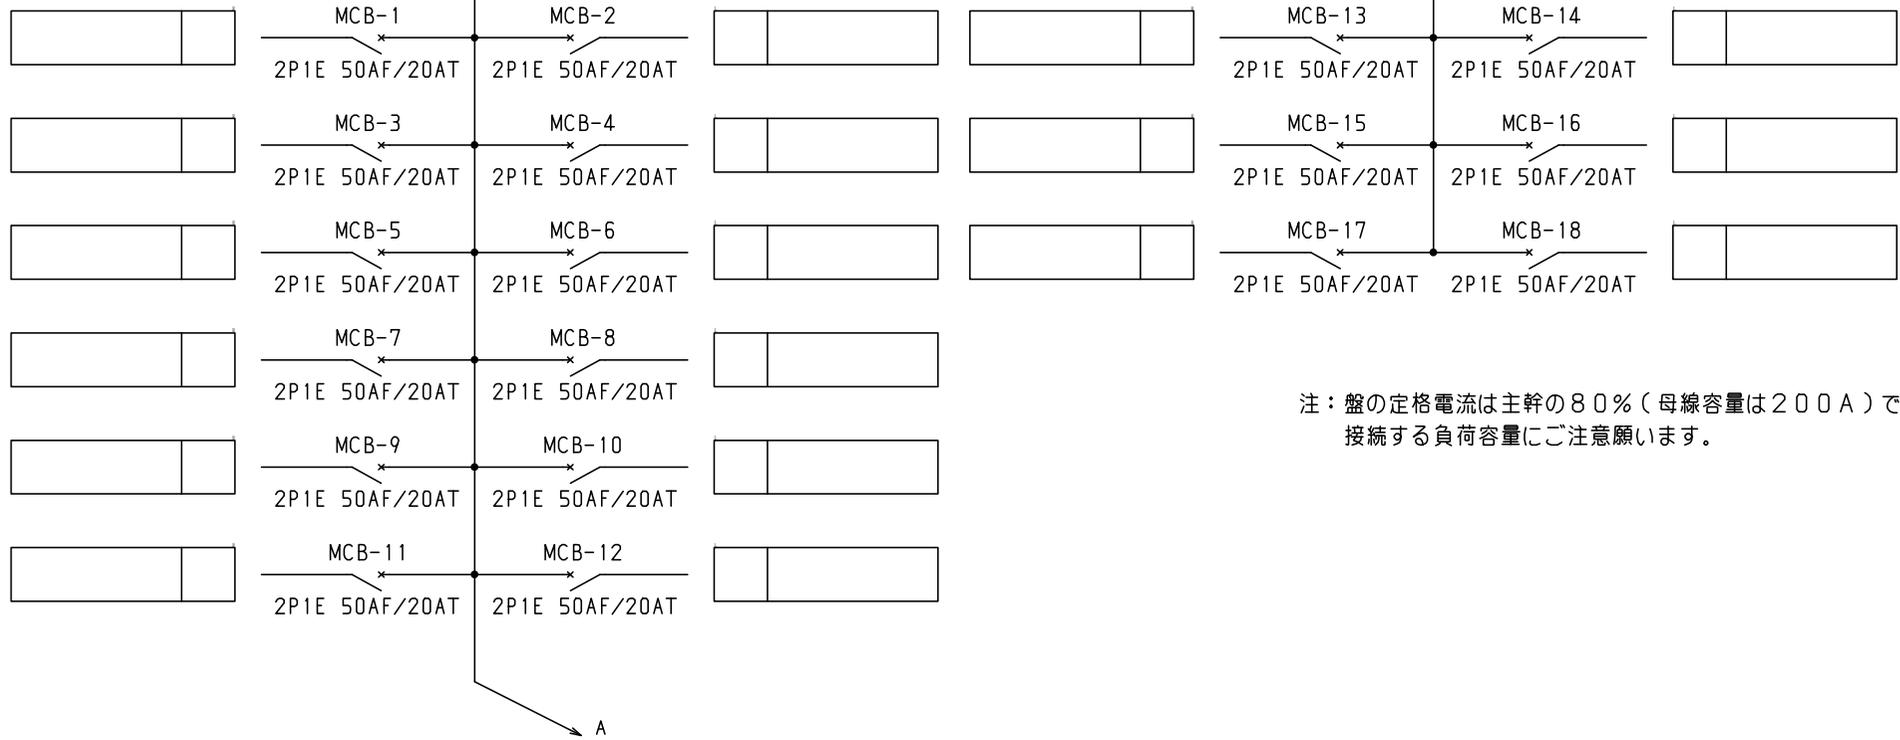 MCB-1 MCB-2
2P1E 50AF/20AT 2P1E 50AF/20AT
MCB-3 MCB-4
2P1E 50AF/20AT 2P1E 50AF/20AT
MCB-5 MCB-6
2P1E 50AF/20AT 2P1E 50AF/20AT
MCB-7 MCB-8
2P1E 50AF/20AT 2P1E 50AF/20AT
MCB-9 MCB-10
2P1E 50AF/20AT 2P1E 50AF/20AT
MCB-11 MCB-12
2P1E 50AF/20AT 2P1E 50AF/20AT
A
MCB-13 MCB-14
2P1E 50AF/20AT 2P1E 50AF/20AT
MCB-15 MCB-16
2P1E 50AF/20AT 2P1E 50AF/20AT
MCB-17 MCB-18
2P1E 50AF/20AT 2P1E 50AF/20AT
注：盤の定格電流は主幹の８０％（母線容量は２００Ａ）で
接続する負荷容量にご注意願います。